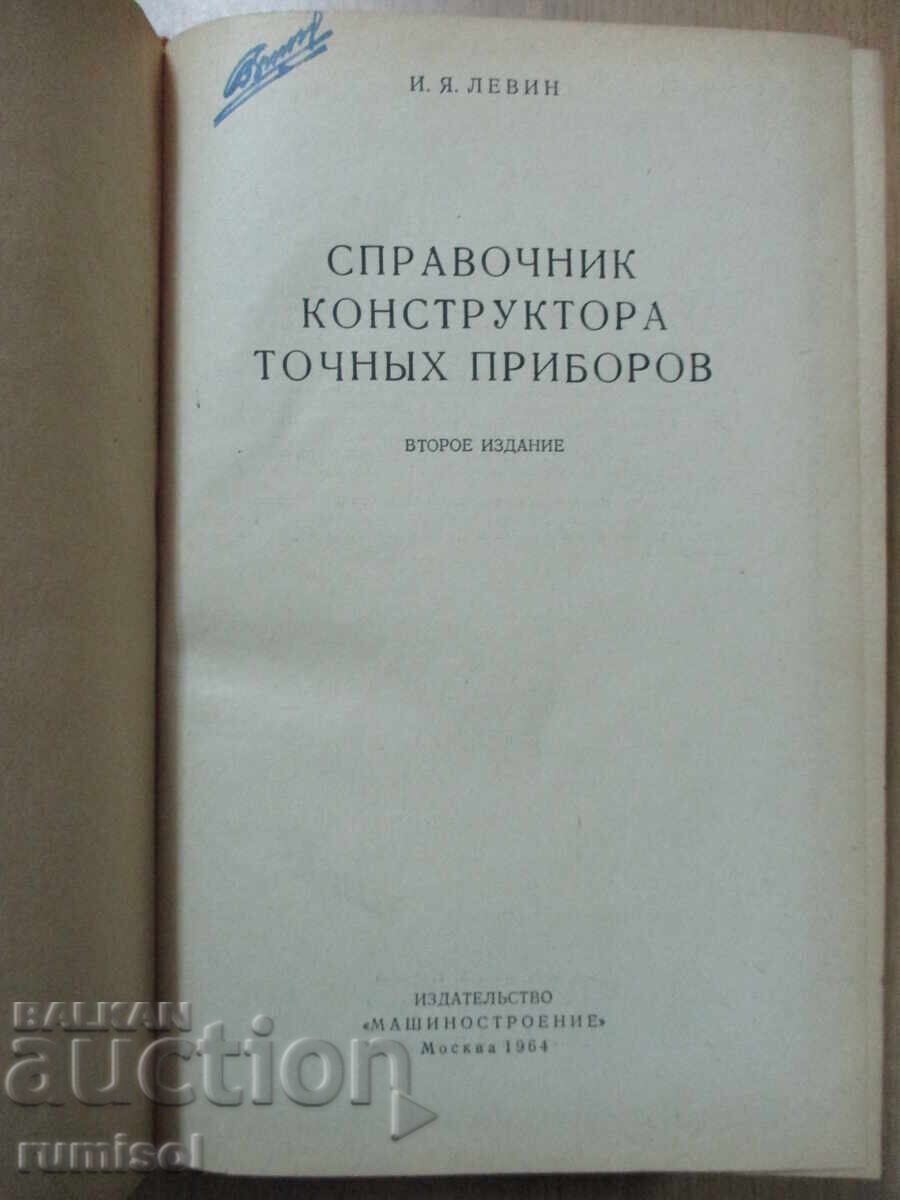 И. Я. ЛЕВИН
СПРАВОЧНИК
КОНСТРУКТОРА
ТОЧНЫХ ПРИБОРОВ
ВТОРОЕ ИЗДАНИЕ
ИЗДАТЕЛЬСТВО
«МАШИНОСТРОЕНИЕ»
Москва 1964
BALKAN
auction
rumisol